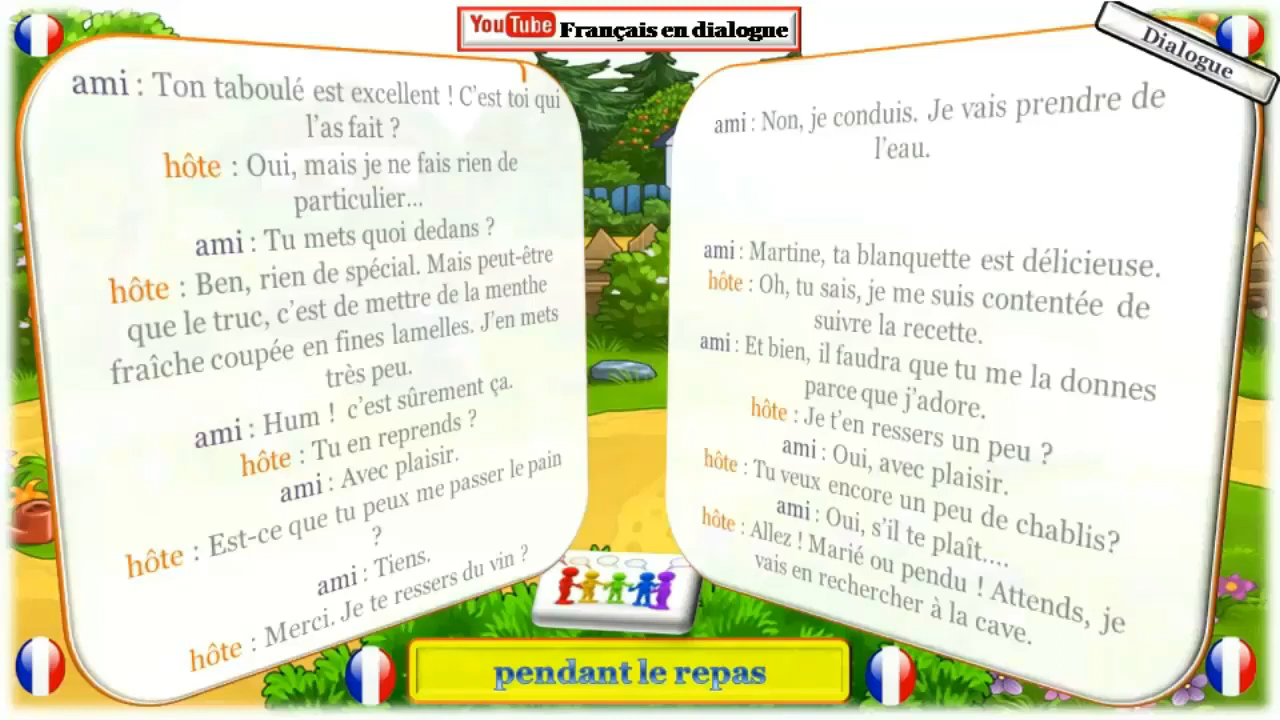 YouTube Français en dialogue
Dialogue
ami : Ton taboulé est excellent ! C'est toi qui
l'as fait ?
hôte : Oui, mais je ne fais rien de
particulier...
ami : Tu mets quoi dedans ?
hôte : Ben, rien de spécial. Mais peut-être
que le truc, c'est de mettre de la menthe
fraîche coupée en fines lamelles. J'en mets
très peu.
ami : Hum ! c'est sûrement ça.
hôte : Tu en reprends ?
ami : Avec plaisir.
hôte : Est-ce que tu peux me passer le pain
?
ami : Tiens.
hôte : Merci. Je te ressers du vin ?
ami : Non, je conduis. Je vais prendre de
l'eau.
ami : Martine, ta blanquette est délicieuse.
hôte : Oh, tu sais, je me suis contentée de
suivre la recette.
ami : Et bien, il faudra que tu me la donnes
parce que j'adore.
hôte : Je t'en ressers un peu ?
ami : Oui, avec plaisir.
hôte : Tu veux encore un peu de chablis?
ami : Oui, s'il te plaît....
hôte : Allez ! Marié ou pendu ! Attends, je
vais en rechercher à la cave.
pendant le repas